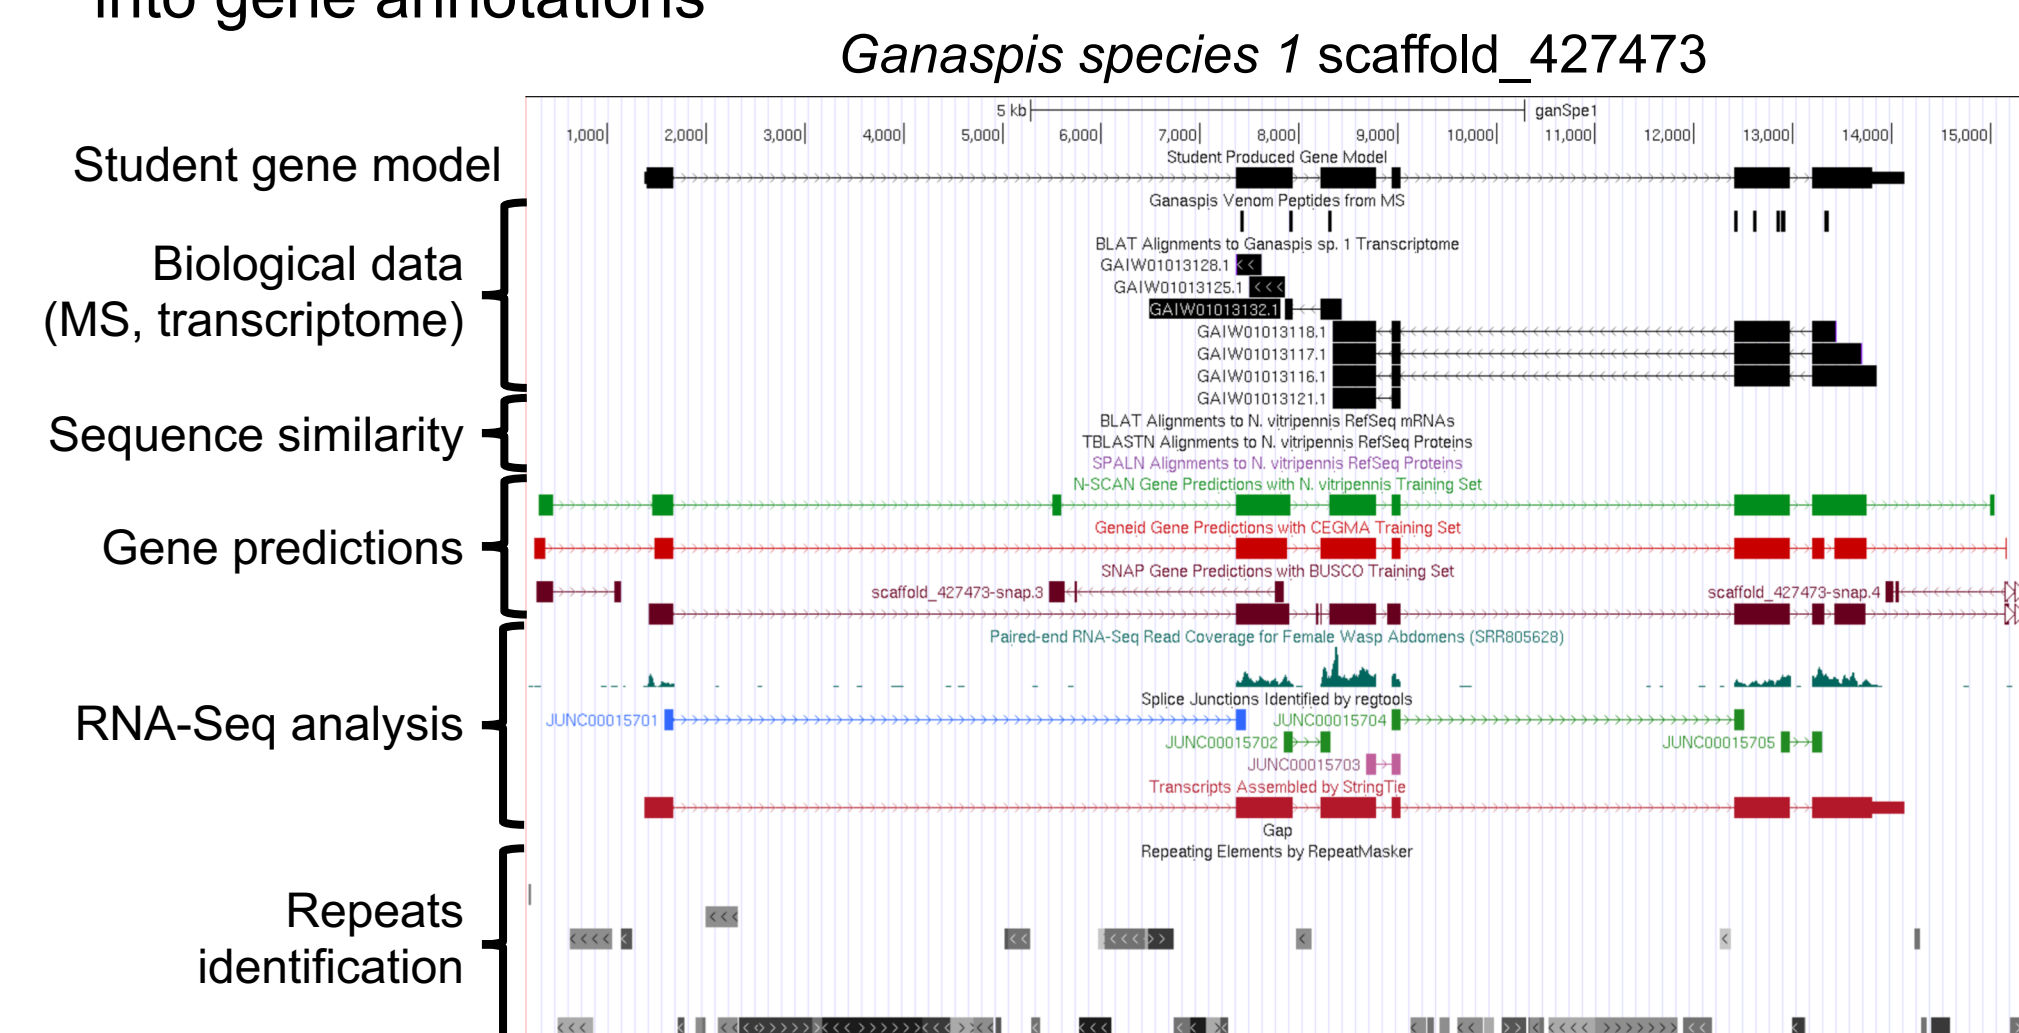 into gene annotations
Ganaspis species 1 scaffold_427473
5 kb ganSpe1
1,000 2,000 3,000 4,000 5,000 6,000 7,000 8,000 9,000 10,000 11,000 12,000 13,000 14,000 15,000
Student gene model
Student Produced Gene Model
Ganaspis Venom Peptides from MS
Biological data
(MS, transcriptome)
BLAT Alignments to Ganaspis sp. 1 Transcriptome
GAIW01013128.1
GAIW01013125.1
GAIW01013132.1
GAIW01013118.1
GAIW01013117.1
GAIW01013116.1
GAIW01013121.1
Sequence similarity
BLAT Alignments to N. vitripennis RefSeq mRNAs
TBLASTN Alignments to N. vitripennis RefSeq Proteins
SPALN Alignments to N. vitripennis RefSeq Proteins
Gene predictions
N-SCAN Gene Predictions with N. vitripennis Training Set
Geneid Gene Predictions with CEGMA Training Set
SNAP Gene Predictions with BUSCO Training Set
scaffold_427473-snap.3 scaffold_427473-snap.4
RNA-Seq analysis
Paired-end RNA-Seq Read Coverage for Female Wasp Abdomens (SRR805628)
Splice Junctions Identified by regtools
JUNC00015701 JUNC00015704
JUNC00015702 JUNC00015705
JUNC00015703
Transcripts Assembled by StringTie
Gap
Repeating Elements by RepeatMasker
Repeats
identification